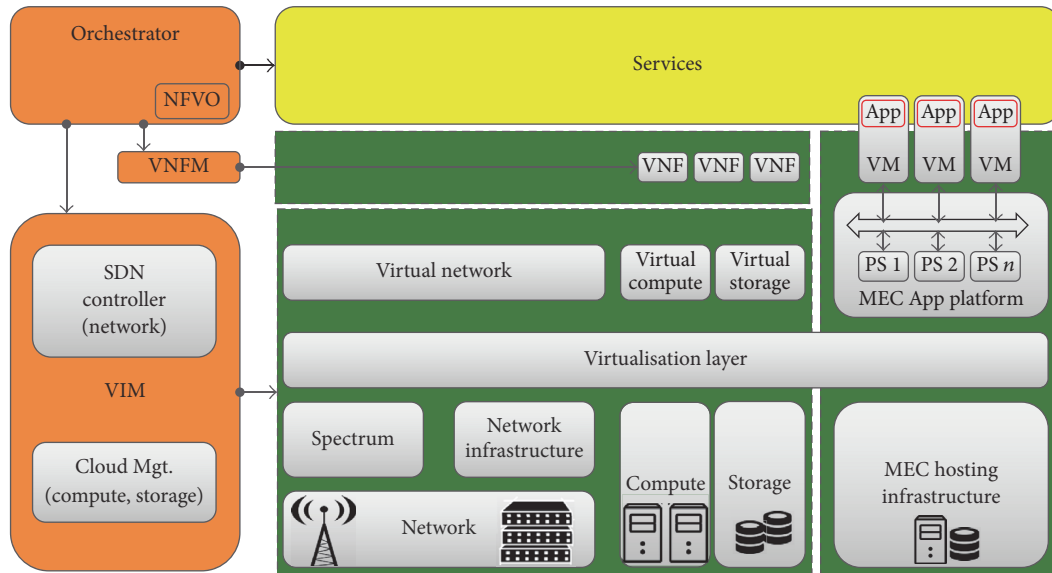 Orchestrator
NFVO
Services
VNFM
VNF VNF VNF
App App App
VM VM VM
SDN
controller
(network)
VIM
Cloud Mgt.
(compute, storage)
Virtual network
Virtual
compute
Virtual
storage
PS 1 PS 2 PS n
MEC App platform
Virtualisation layer
Spectrum
Network
infrastructure
Network
Compute
Storage
MEC hosting
infrastructure